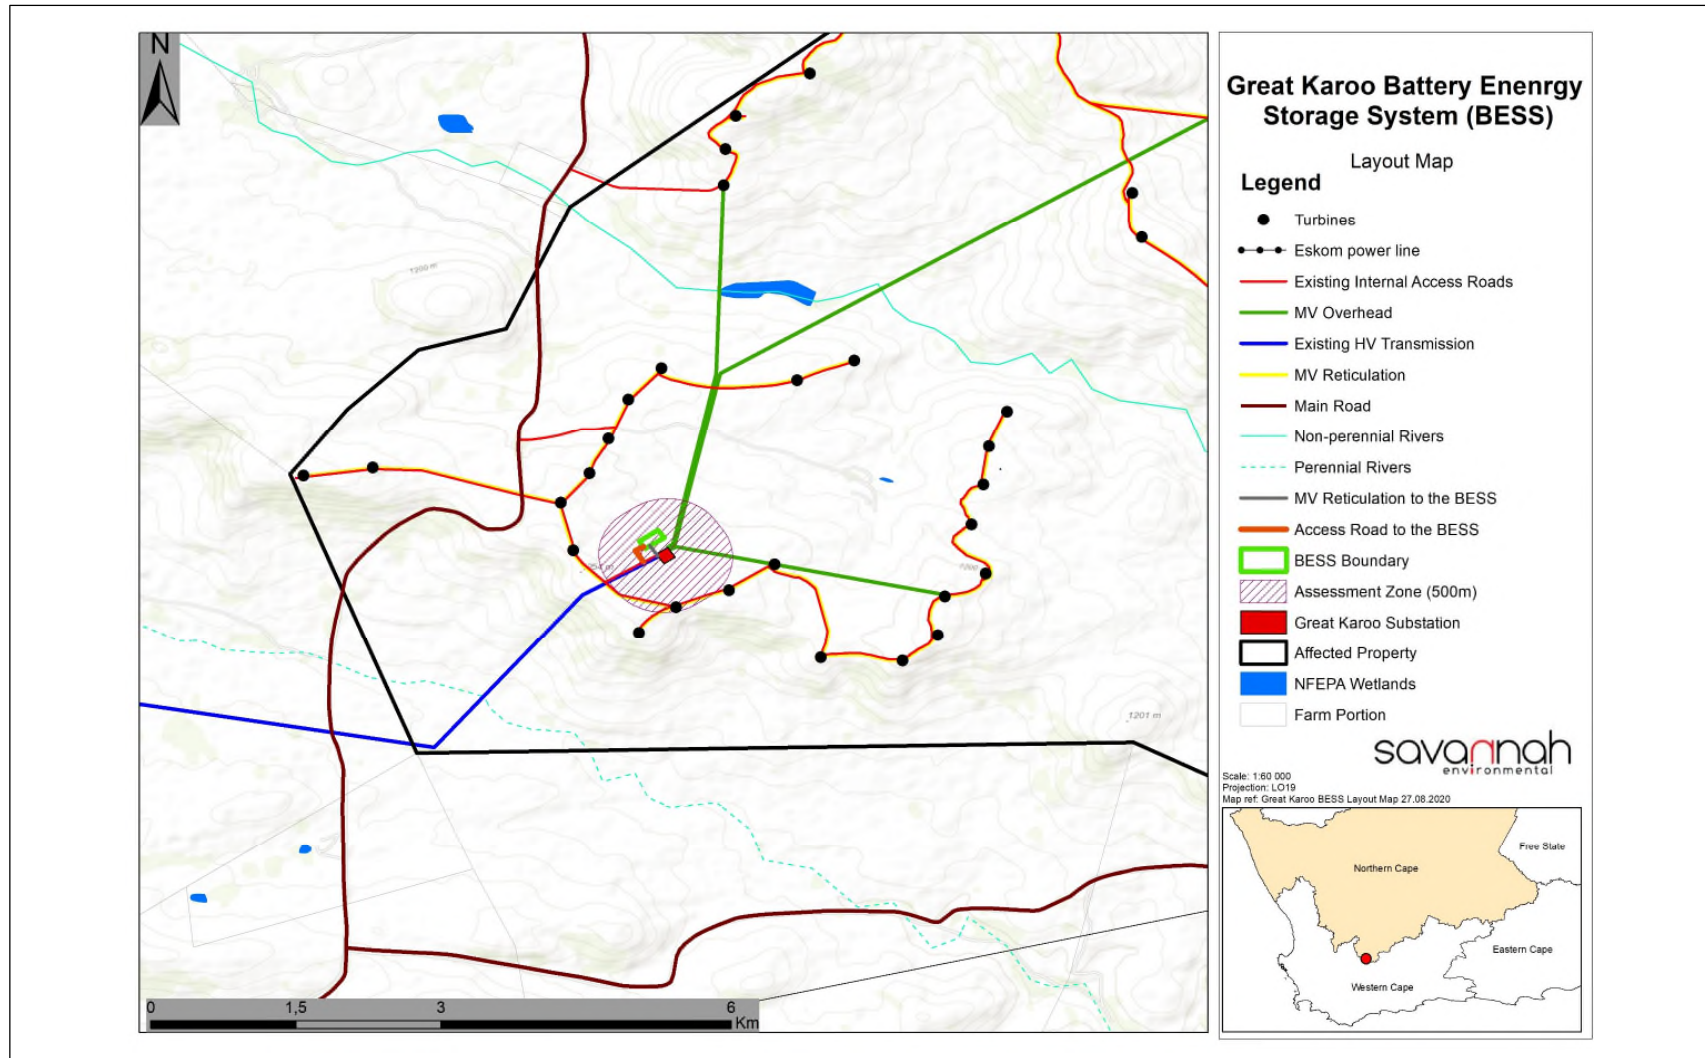 N
1200 m
1200
1201 m
0 1,5 3 6
Km
Great Karoo Battery Enenrgy
Storage System (BESS)
Layout Map
Legend
Turbines
Eskom power line
Existing Internal Access Roads
MV Overhead
Existing HV Transmission
MV Reticulation
Main Road
Non-perennial Rivers
Perennial Rivers
MV Reticulation to the BESS
Access Road to the BESS
BESS Boundary
Assessment Zone (500m)
Great Karoo Substation
Affected Property
NFEPA Wetlands
Farm Portion
savannah
environmental
Scale: 1:60 000
Projection: LO19
Map ref: Great Karoo BESS Layout Map 27.08.2020
Free State
Northern Cape
Eastern Cape
Western Cape